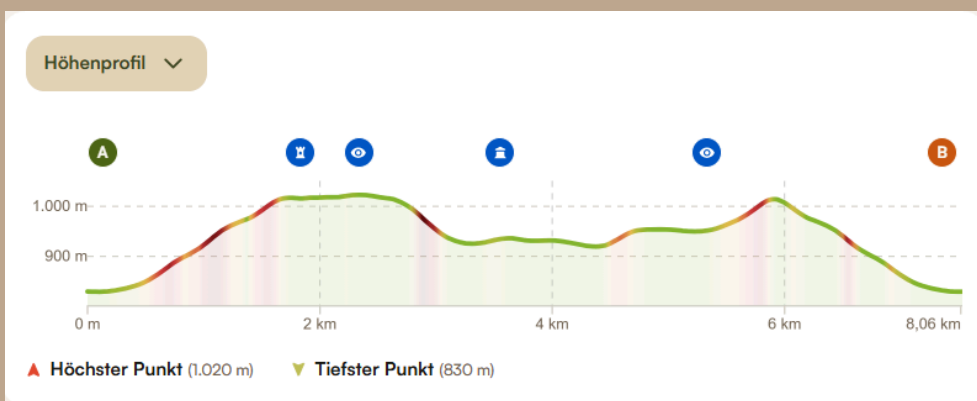 Höhenprofil
A
B
1.000 m
900 m
0 m
2 km
4 km
6 km
8,06 km
Höchster Punkt (1.020 m)
Tiefster Punkt (830 m)